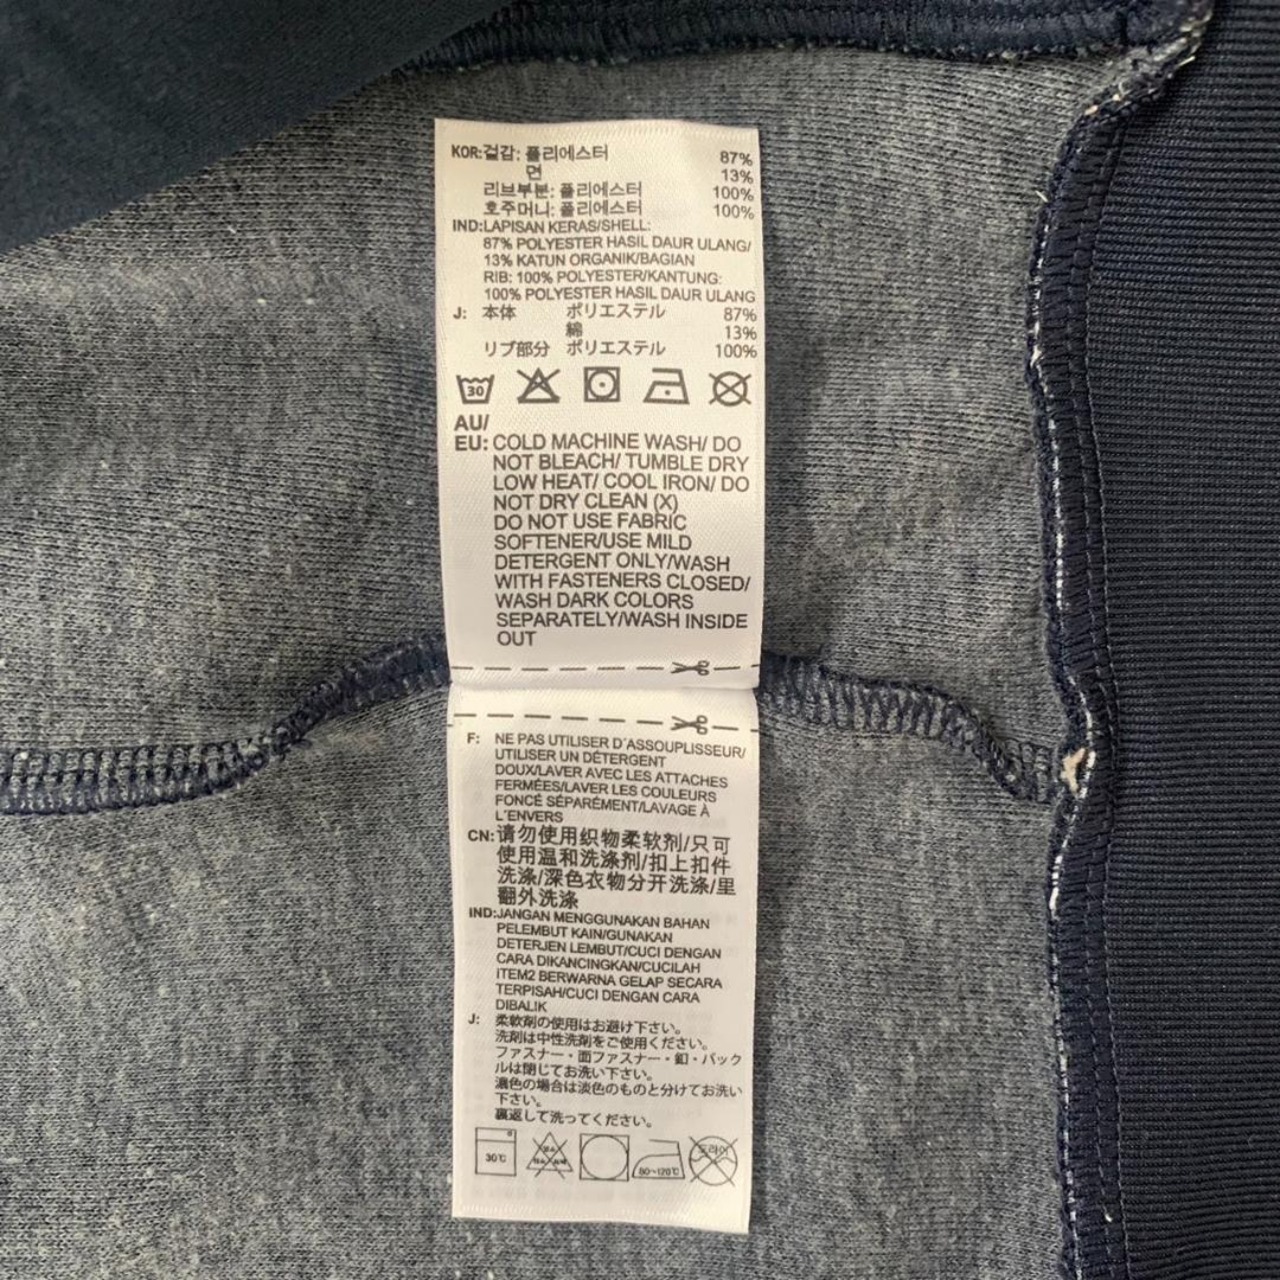 KOR:겉감: 폴리에스터 87%
면 13%
리브부분: 폴리에스터 100%
호주머니: 폴리에스터 100%
IND:LAPISAN KERAS/SHELL:
87% POLYESTER HASIL DAUR ULANG/
13% KATUN ORGANIK/BAGIAN
RIB: 100% POLYESTER/KANTUNG:
100% POLYESTER HASIL DAUR ULANG
J: 本体 ポリエステル 87%
綿 13%
リブ部分 ポリエステル 100%
30
AU/
EU: COLD MACHINE WASH/ DO
NOT BLEACH/ TUMBLE DRY
LOW HEAT/ COOL IRON/ DO
NOT DRY CLEAN (X)
DO NOT USE FABRIC
SOFTENER/USE MILD
DETERGENT ONLY/WASH
WITH FASTENERS CLOSED/
WASH DARK COLORS
SEPARATELY/WASH INSIDE
OUT
F: NE PAS UTILISER D'ASSOUPLISSEUR/
UTILISER UN DÉTERGENT
DOUX/LAVER AVEC LES ATTACHES
FERMÉES/LAVER LES COULEURS
FONCÉ SÉPARÉMENT/LAVAGE À
L'ENVERS
CN:请勿使用织物柔软剂/只可
使用温和洗涤剂/扣上扣件
洗涤/深色衣物分开洗涤/里
翻外洗涤
IND:JANGAN MENGGUNAKAN BAHAN
PELEMBUT KAIN/GUNAKAN
DETERJEN LEMBUT/CUCI DENGAN
CARA DIKANCINGKAN/CUCILAH
ITEM2 BERWARNA GELAP SECARA
TERPISAH/CUCI DENGAN CARA
DIBALIK
J: 柔軟剤の使用はお避け下さい。
洗剤は中性洗剤をご使用ください。
ファスナー・面ファスナー・釦・バック
ルは閉じてお洗い下さい。
濃色の場合は淡色のものと分けてお洗い
下さい。
裏返して洗ってください。
30℃ 80~120℃ 드라이